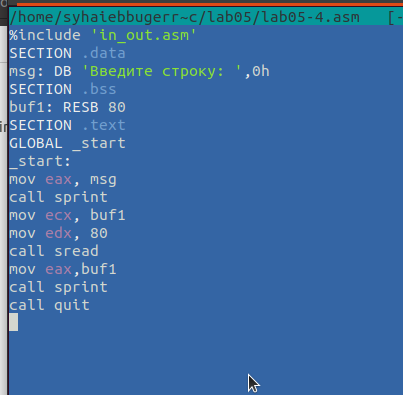 /home/syhaiebbugerr~c/lab05/lab05-4.asm [-
%include 'in_out.asm'
SECTION .data
msg: DB 'Введите строку: ',0h
SECTION .bss
buf1: RESB 80
SECTION .text
GLOBAL _start
_start:
mov eax, msg
call sprint
mov ecx, buf1
mov edx, 80
call sread
mov eax,buf1
call sprint
call quit